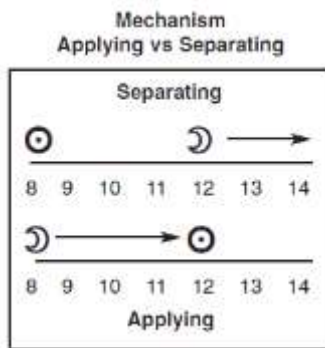 Mechanism
Applying vs Separating
Separating
8 9 10 11 12 13 14
8 9 10 11 12 13 14
Applying